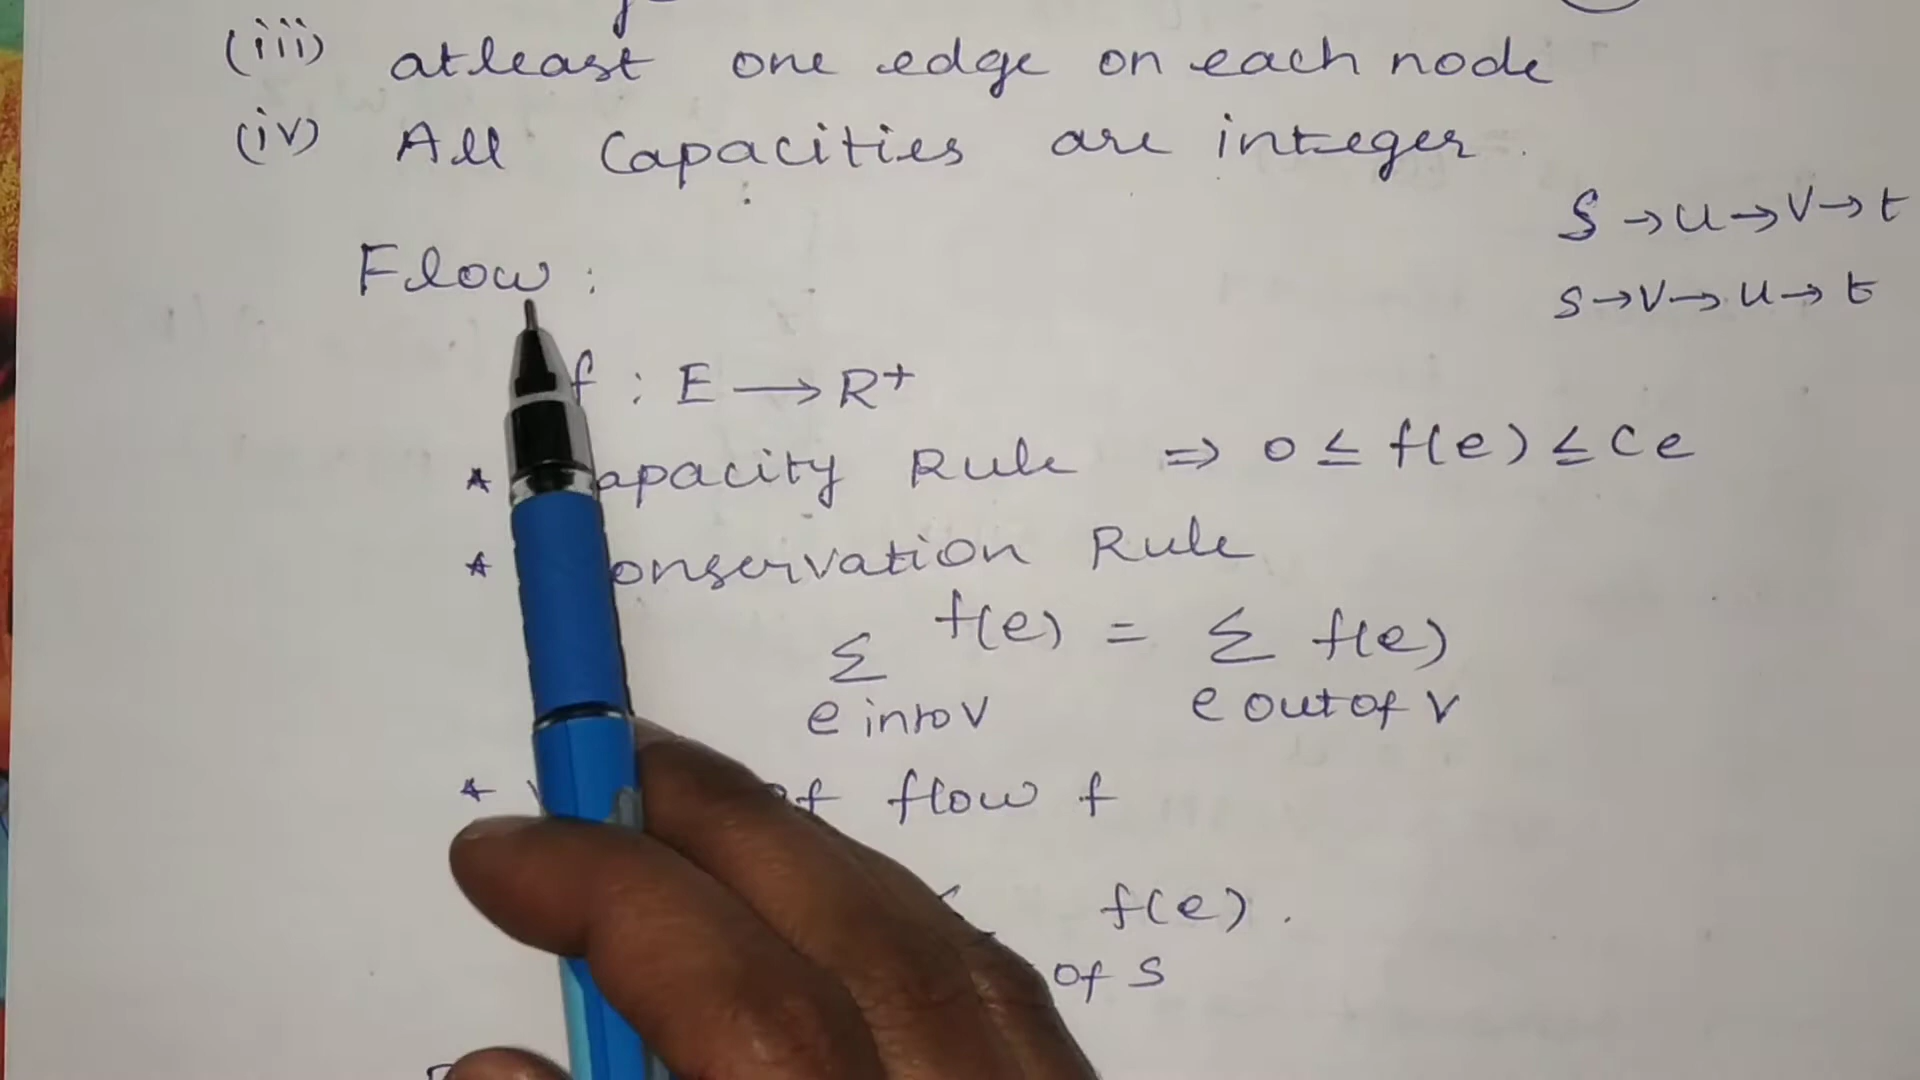 (iii) atleast one edge on each node
(iv) All Capacities are integer.
S → u → V → t
S → V → u → t
Flow :
f : E ⟶ R+
* apacity Rule ⇒ 0 ≤ f(e) ≤ Ce
* onservation Rule
Σ f(e) = Σ f(e)
e into V e out of V
* of flow f
f(e).
of S